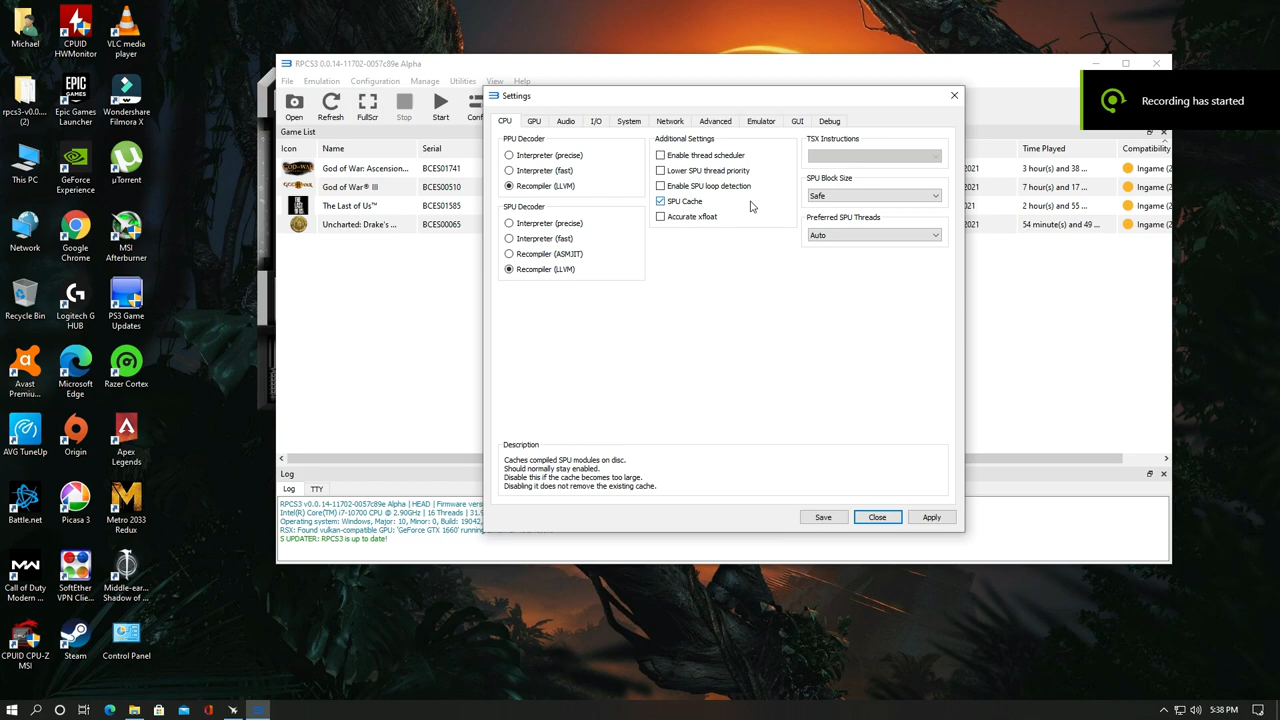 Michael
CPUID HWMonitor
VLC media player
rpcs3-v0.0.... (2)
Epic Games Launcher
Wondershare Filmora X
This PC
GeForce Experience
µTorrent
Network
Google Chrome
MSI Afterburner
Recycle Bin
Logitech G HUB
PS3 Game Updates
Avast Premiu...
Microsoft Edge
Razer Cortex
AVG TuneUp
Origin
Apex Legends
Battle.net
Picasa 3
Metro 2033 Redux
Call of Duty Modern ...
SoftEther VPN Clie...
Middle-ear... Shadow of ...
CPUID CPU-Z MSI
Steam
Control Panel
RPCS3 0.0.14-11702-0057c89e Alpha
File Emulation Configuration Manage Utilities View Help
Open Refresh FullScr Stop Start
Game List
Icon Name Serial Time Played Compatibility
God of War: Ascension... BCES01741 3 hour(s) and 38 ... Ingame (2
God of War® III BCES00510 7 hour(s) and 17 ... Ingame (2
The Last of Us™ BCES01585 2 hour(s) and 55 ... Ingame (2
Uncharted: Drake's ... BCES00065 54 minute(s) and 49 ... Ingame (2
Recording has started
Settings
CPU GPU Audio I/O System Network Advanced Emulator GUI Debug
PPU Decoder
Interpreter (precise)
Interpreter (fast)
Recompiler (LLVM)
SPU Decoder
Interpreter (precise)
Interpreter (fast)
Recompiler (ASMJIT)
Recompiler (LLVM)
Additional Settings
Enable thread scheduler
Lower SPU thread priority
Enable SPU loop detection
SPU Cache
Accurate xfloat
TSX Instructions
SPU Block Size
Safe
Preferred SPU Threads
Auto
Description
Caches compiled SPU modules on disc.
Should normally stay enabled.
Disable this if the cache becomes too large.
Disabling it does not remove the existing cache.
Save Close Apply
Log
Log TTY
RPCS3 v0.0.14-11702-0057c89e Alpha | HEAD | Firmware
Intel(R) Core(TM) i7-10700 CPU @ 2.90GHz | 16 Threads |
Operating system: Windows, Major: 10, Minor: 0, Build: 19042,
RSX: Found vulkan-compatible GPU: 'GeForce GTX 1660'
S UPDATER: RPCS3 is up to date!
5:38 PM